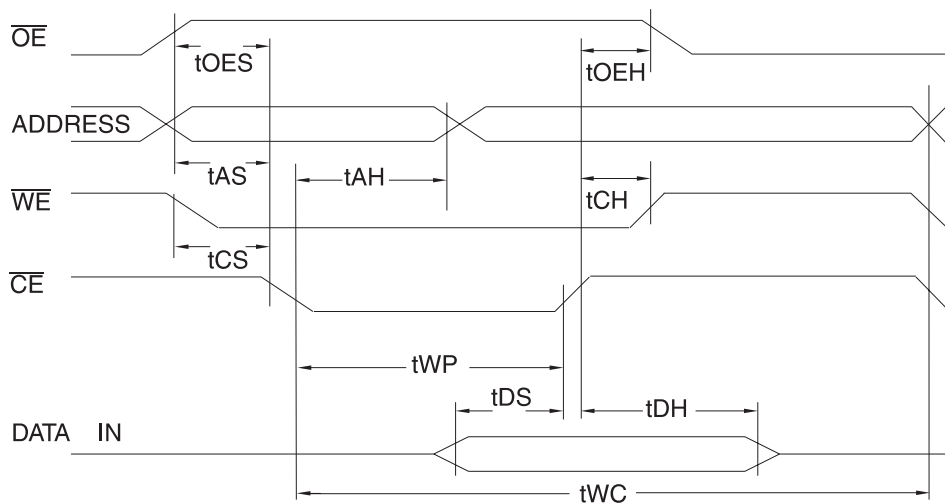 OE
tOES
tOEH
ADDRESS
tAS
tAH
tCH
WE
tCS
CE
tWP
tDS
tDH
DATA IN
tWC